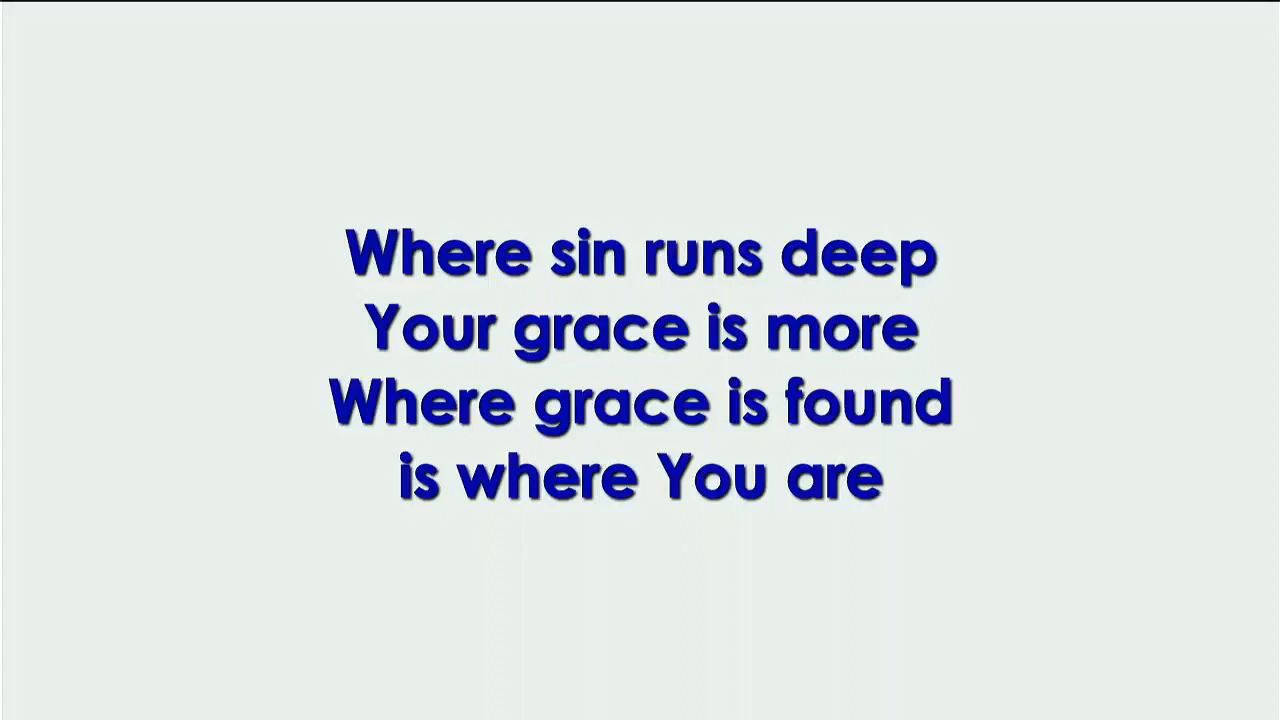 Where sin runs deep
Your grace is more
Where grace is found
is where You are